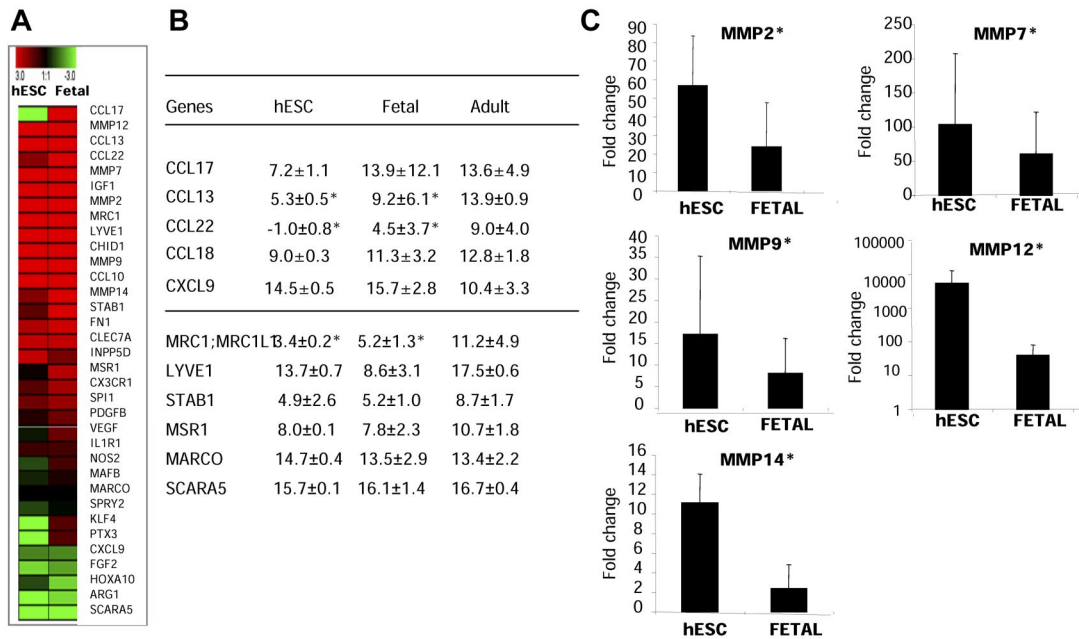 A
3.0 1:1 -3.0
hESC Fetal
CCL17
MMP12
CCL13
CCL22
MMP7
IGF1
MMP2
MRC1
LYVE1
CHID1
MMP9
CCL10
MMP14
STAB1
FN1
CLEC7A
INPP5D
MSR1
CX3CR1
SPI1
PDGFB
VEGF
IL1R1
NOS2
MAFB
MARCO
SPRY2
KLF4
PTX3
CXCL9
FGF2
HOXA10
ARG1
SCARA5
B
Genes hESC Fetal Adult
CCL17 7.2±1.1 13.9±12.1 13.6±4.9
CCL13 5.3±0.5* 9.2±6.1* 13.9±0.9
CCL22 -1.0±0.8* 4.5±3.7* 9.0±4.0
CCL18 9.0±0.3 11.3±3.2 12.8±1.8
CXCL9 14.5±0.5 15.7±2.8 10.4±3.3
MRC1;MRC1L1 3.4±0.2* 5.2±1.3* 11.2±4.9
LYVE1 13.7±0.7 8.6±3.1 17.5±0.6
STAB1 4.9±2.6 5.2±1.0 8.7±1.7
MSR1 8.0±0.1 7.8±2.3 10.7±1.8
MARCO 14.7±0.4 13.5±2.9 13.4±2.2
SCARA5 15.7±0.1 16.1±1.4 16.7±0.4
C
MMP2*
Fold change
90
80
70
60
50
40
30
20
10
0
hESC FETAL
MMP7*
Fold change
250
200
150
100
50
0
hESC FETAL
MMP9*
Fold change
40
35
30
25
20
15
10
5
0
hESC FETAL
MMP12*
Fold change
100000
10000
1000
100
10
1
hESC FETAL
MMP14*
Fold change
16
14
12
10
8
6
4
2
0
hESC FETAL